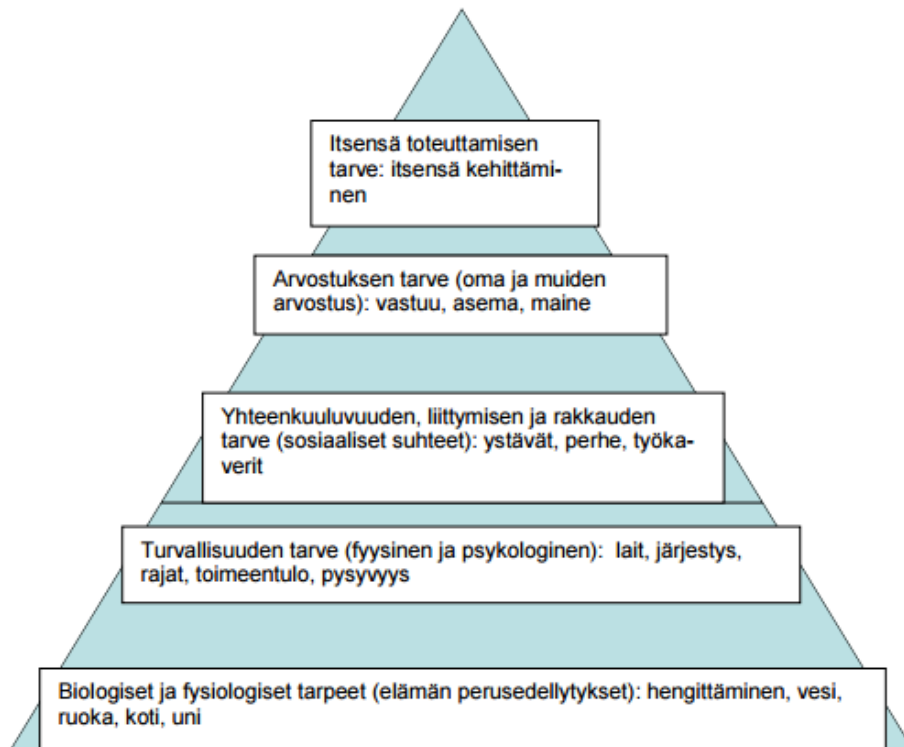 Itsensä toteuttamisen
tarve: itsensä kehittämi-
nen
Arvostuksen tarve (oma ja muiden
arvostus): vastuu, asema, maine
Yhteenkuuluvuuden, liittymisen ja rakkauden
tarve (sosiaaliset suhteet): ystävät, perhe, työka-
verit
Turvallisuuden tarve (fyysinen ja psykologinen): lait, järjestys,
rajat, toimeentulo, pysyvyys
Biologiset ja fysiologiset tarpeet (elämän perusedellytykset): hengittäminen, vesi,
ruoka, koti, uni